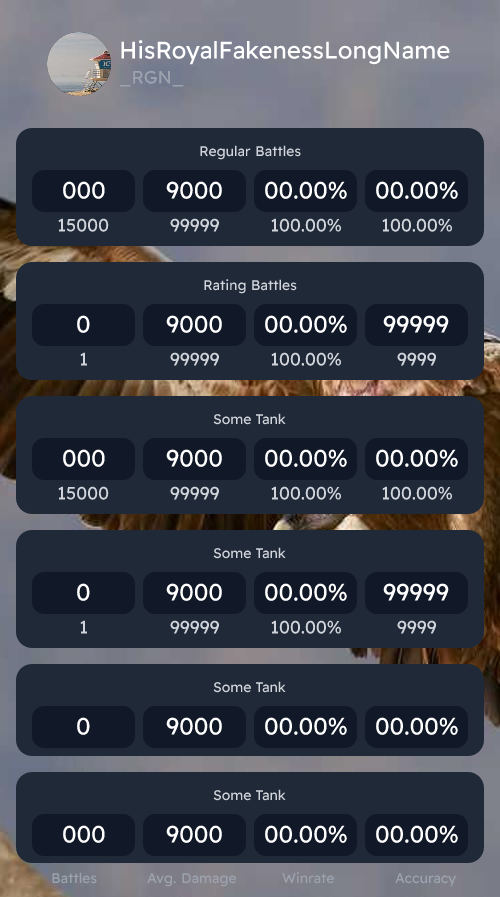 HisRoyalFakenessLongName
_RGN_
Regular Battles
000 9000 00.00% 00.00%
15000 99999 100.00% 100.00%
Rating Battles
0 9000 00.00% 99999
1 99999 100.00% 9999
Some Tank
000 9000 00.00% 00.00%
15000 99999 100.00% 100.00%
Some Tank
0 9000 00.00% 99999
1 99999 100.00% 9999
Some Tank
0 9000 00.00% 00.00%
Some Tank
000 9000 00.00% 00.00%
Battles Avg. Damage Winrate Accuracy